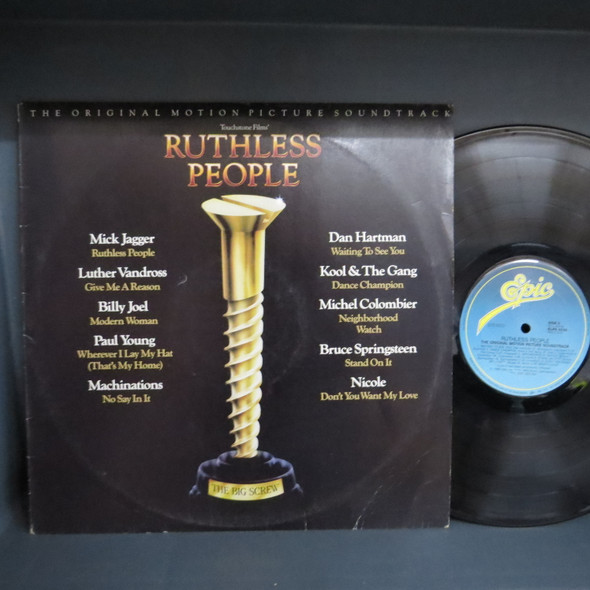 THE ORIGINAL MOTION PICTURE SOUNDTRACK
Touchstone Films'
RUTHLESS
PEOPLE
Mick Jagger
Ruthless People
Luther Vandross
Give Me A Reason
Billy Joel
Modern Woman
Paul Young
Wherever I Lay My Hat
(That's My Home)
Machinations
No Say In It
Dan Hartman
Waiting To See You
Kool & The Gang
Dance Champion
Michel Colombier
Neighborhood
Watch
Bruce Springsteen
Stand On It
Nicole
Don't You Want My Love
THE BIG SCREW
Epic
RUTHLESS PEOPLE
THE ORIGINAL MOTION PICTURE SOUNDTRACK